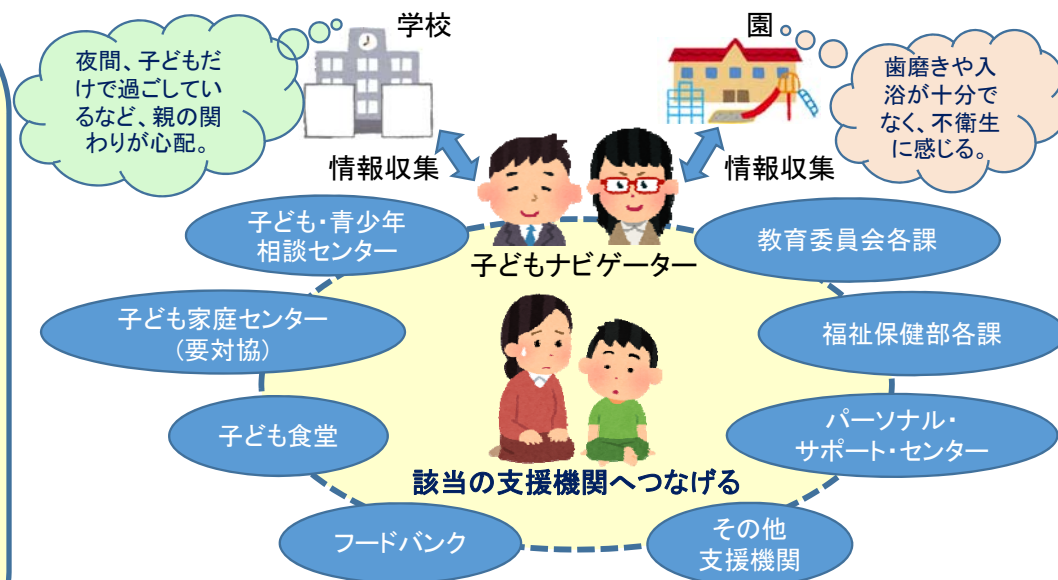 学校
園
夜間、子どもだ
けで過ごしてい
るなど、親の関
わりが心配。
歯磨きや入
浴が十分で
なく、不衛生
に感じる。
情報収集
情報収集
子ども・青少年
相談センター
子どもナビゲーター
教育委員会各課
子ども家庭センター
(要対協)
福祉保健部各課
子ども食堂
パーソナル・
サポート・センター
該当の支援機関へつなげる
フードバンク
その他
支援機関